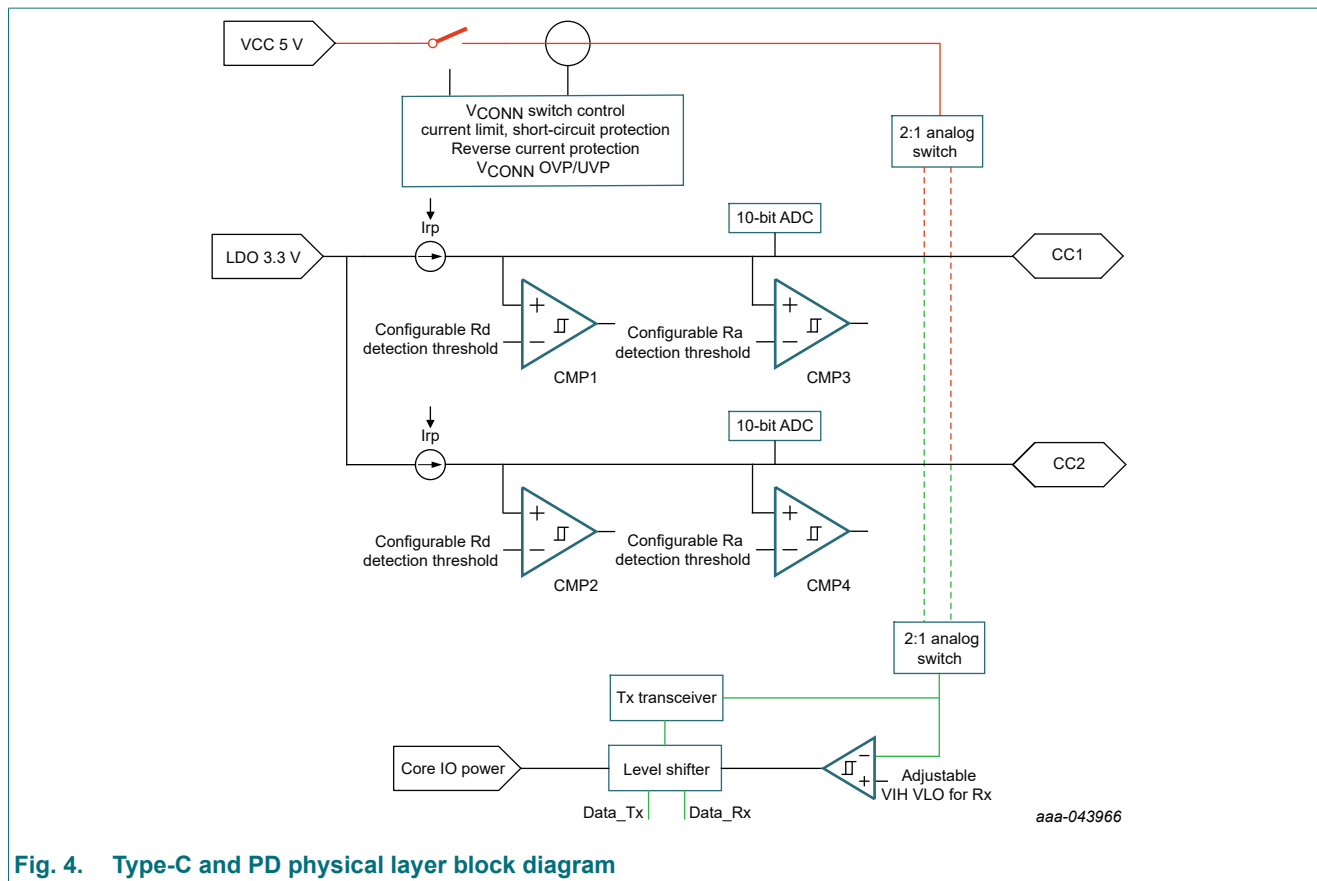 VCC 5 V
VCONN switch control
current limit, short-circuit protection
Reverse current protection
VCONN OVP/UVP
2:1 analog
switch
Irp
10-bit ADC
LDO 3.3 V
CC1
+
−
Configurable Rd
detection threshold
CMP1
+
−
Configurable Ra
detection threshold
CMP3
Irp
10-bit ADC
CC2
+
−
Configurable Rd
detection threshold
CMP2
+
−
Configurable Ra
detection threshold
CMP4
2:1 analog
switch
Tx transceiver
Core IO power
Level shifter
−
+
Adjustable
VIH VLO for Rx
Data_Tx
Data_Rx
aaa-043966
Fig. 4. Type-C and PD physical layer block diagram